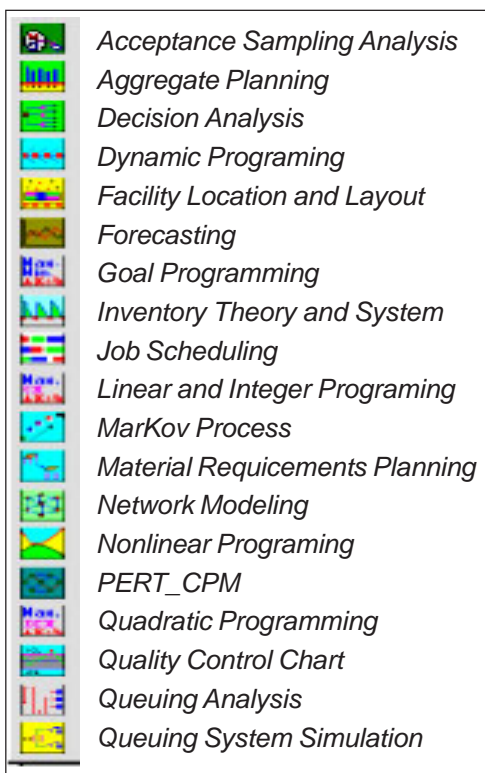 Acceptance Sampling Analysis
Aggregate Planning
Decision Analysis
Dynamic Programing
Facility Location and Layout
Forecasting
Goal Programming
Inventory Theory and System
Job Scheduling
Linear and Integer Programing
MarKov Process
Material Requicements Planning
Network Modeling
Nonlinear Programing
PERT_CPM
Quadratic Programming
Quality Control Chart
Queuing Analysis
Queuing System Simulation